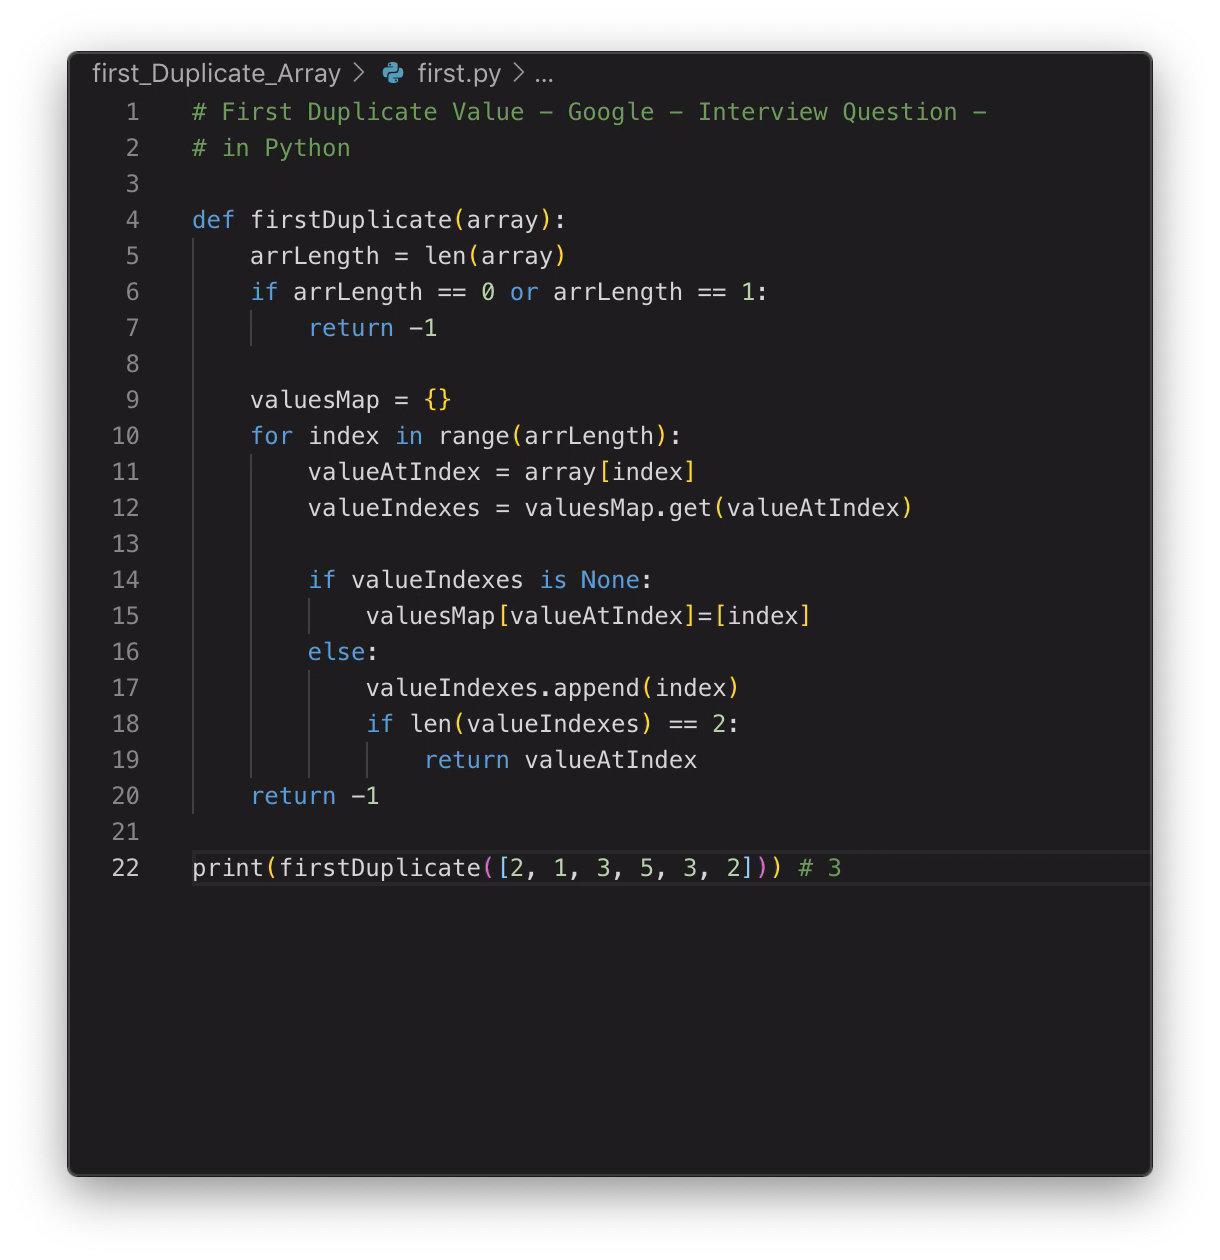 first_Duplicate_Array > first.py > ...
1 # First Duplicate Value – Google – Interview Question –
2 # in Python
3
4 def firstDuplicate(array):
5     arrLength = len(array)
6     if arrLength == 0 or arrLength == 1:
7         return –1
8
9     valuesMap = {}
10     for index in range(arrLength):
11         valueAtIndex = array[index]
12         valueIndexes = valuesMap.get(valueAtIndex)
13
14         if valueIndexes is None:
15             valuesMap[valueAtIndex]=[index]
16         else:
17             valueIndexes.append(index)
18             if len(valueIndexes) == 2:
19                 return valueAtIndex
20     return –1
21
22 print(firstDuplicate([2, 1, 3, 5, 3, 2])) # 3